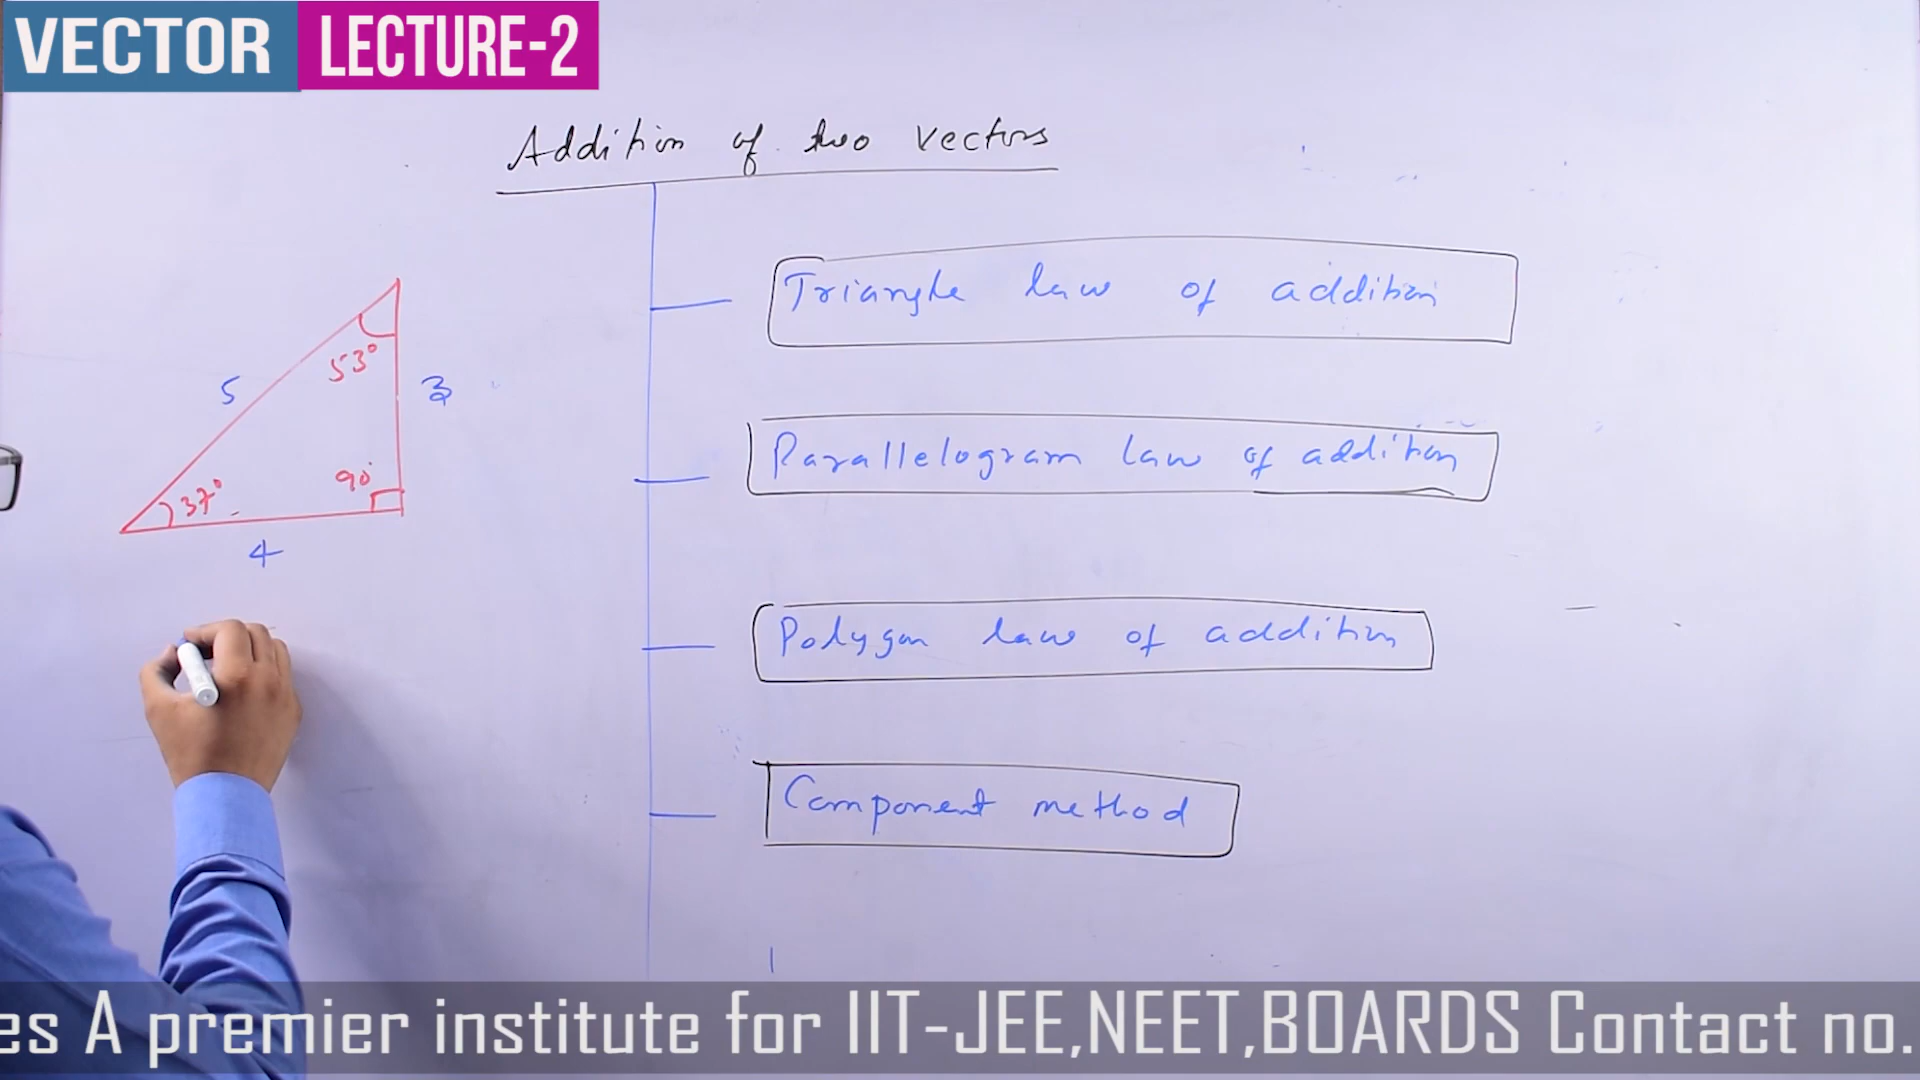 VECTOR LECTURE-2
Addition of two vectors
Triangle law of addition
53°
5
3
Parallelogram law of addition
90°
37°
4
Polygon law of addition
Component method
es A premier institute for IIT-JEE,NEET,BOARDS Contact no.